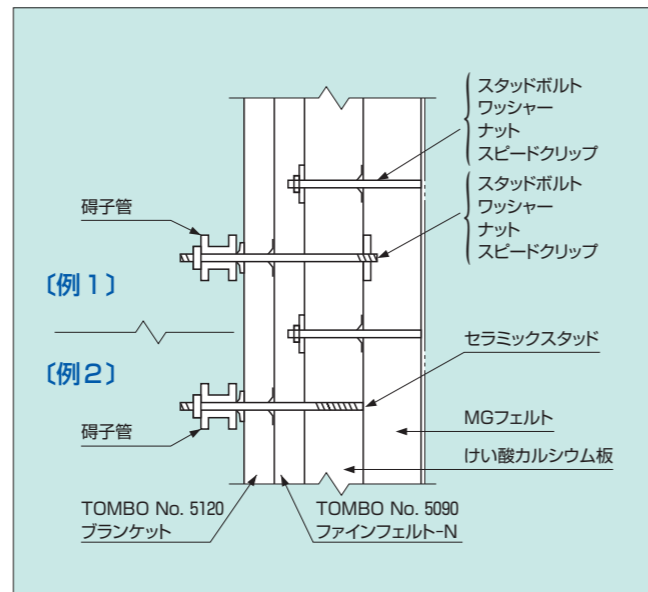 スタッドボルト
ワッシャー
ナット
スピードクリップ
スタッドボルト
ワッシャー
ナット
スピードクリップ
碍子管
〔例1〕
〔例2〕
セラミックスタッド
MGフェルト
碍子管
けい酸カルシウム板
TOMBO No. 5120
ブランケット
TOMBO No. 5090
ファインフェルト-N